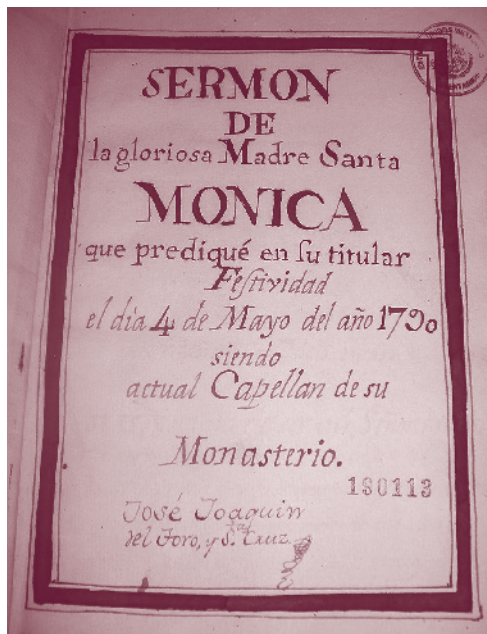 SERMON
DE
la gloriosa Madre Santa
MONICA
que prediqué en ſu titular
Feſtividad
el dia 4 de Mayo del año 1790
siendo
actual Capellan de su
Monasterio.
190113
José Joaquin
del Toro, y S.ta Cruz